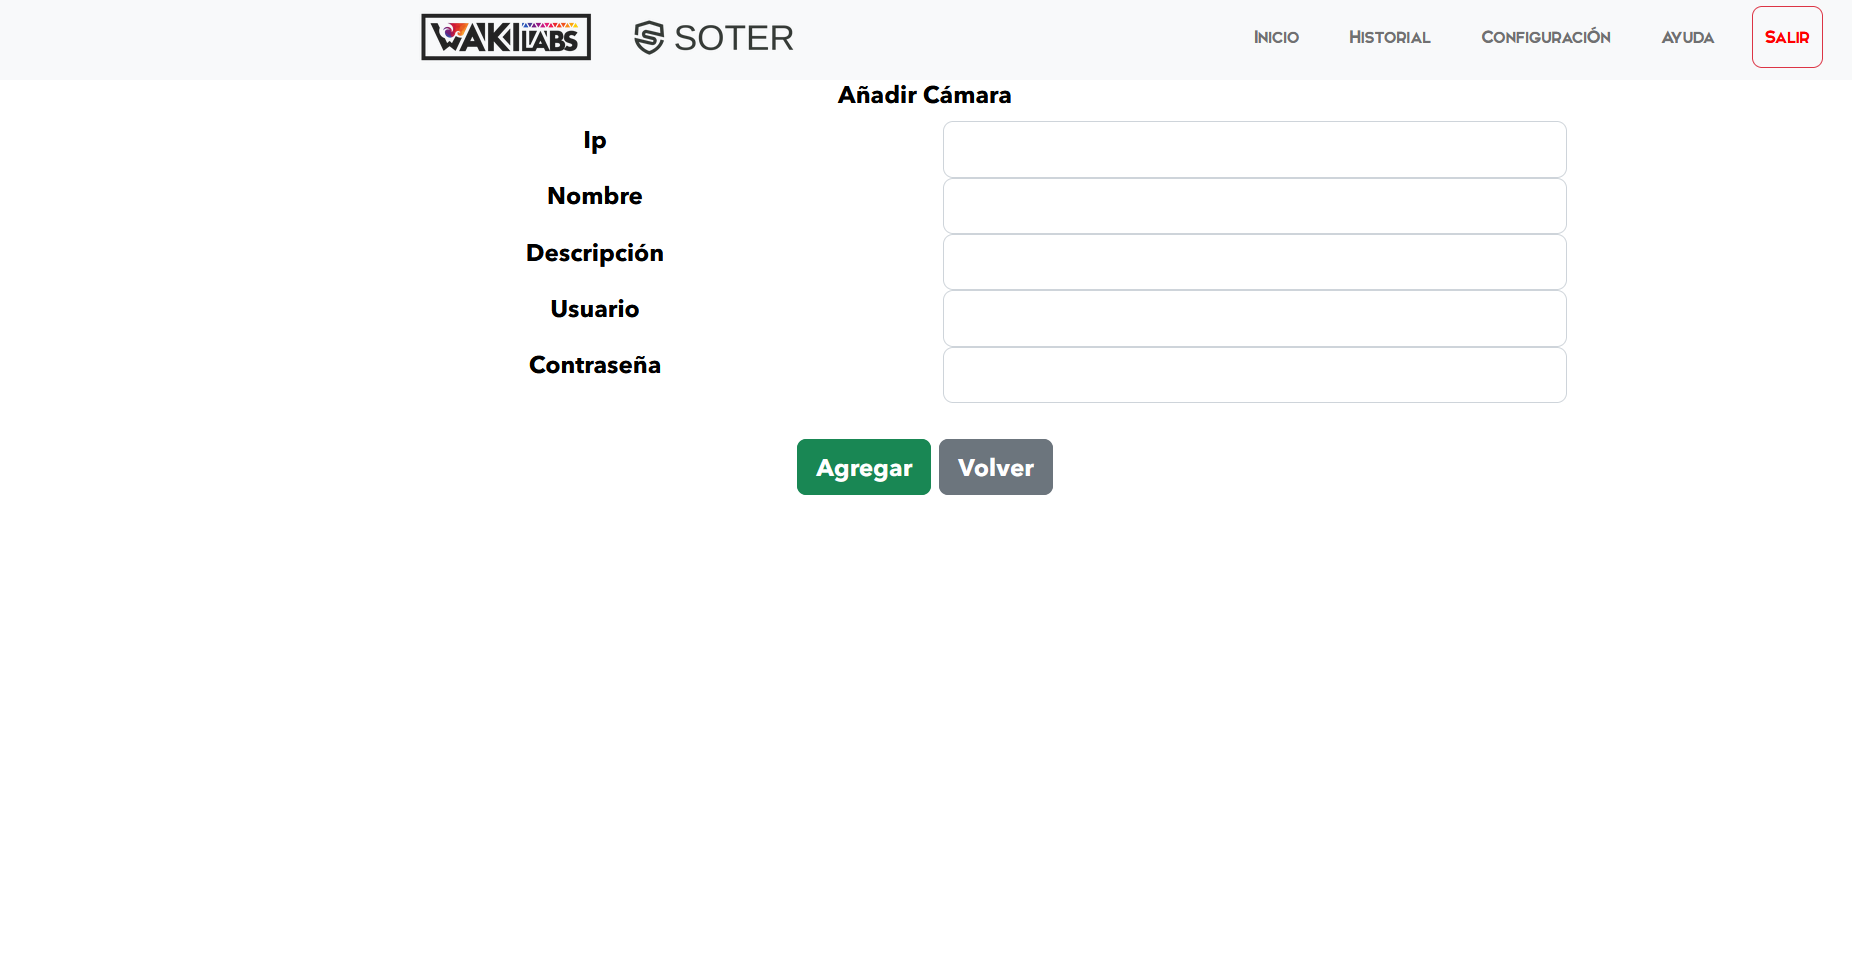 WAKILABS SOTER Inicio Historial Configuración Ayuda Salir
Añadir Cámara
Ip
Nombre
Descripción
Usuario
Contraseña
Agregar Volver